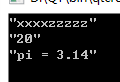 "xxxxzzzzz"
"20"
"pi = 3.14"